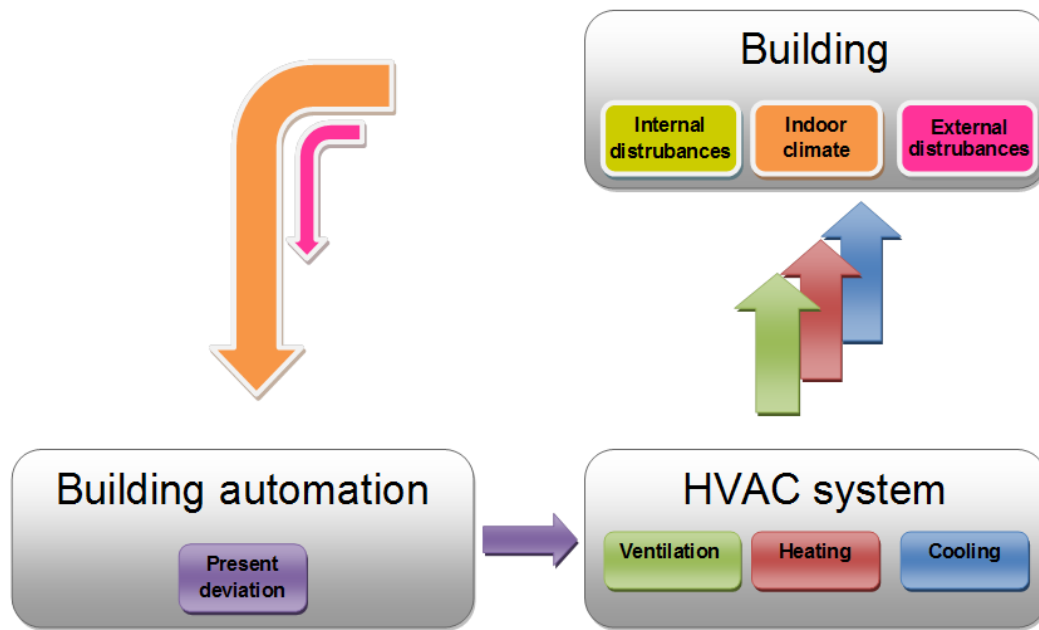 Building
Internal
distrubances
Indoor
climate
External
distrubances
Building automation
Present
deviation
HVAC system
Ventilation
Heating
Cooling